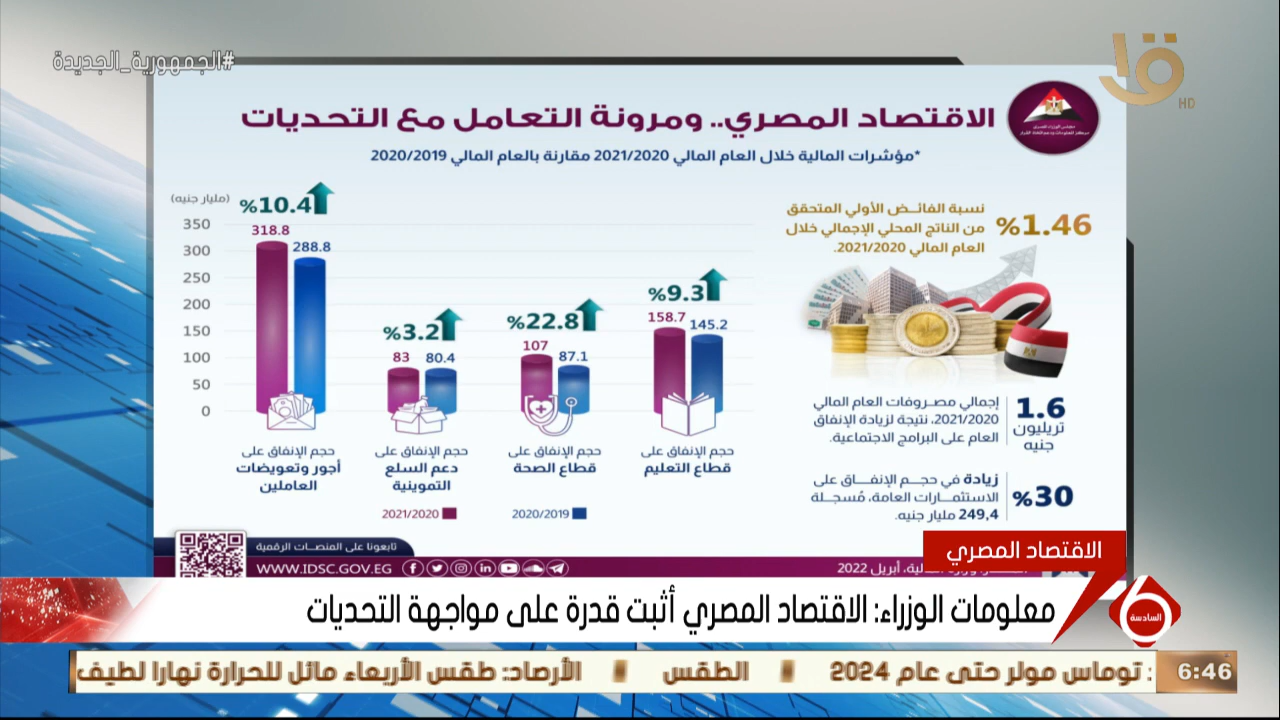 #الجمهورية_الجديدة
HD
الاقتصاد المصري.. ومرونة التعامل مع التحديات
*مؤشرات المالية خلال العام المالي 2021/2020 مقارنة بالعام المالي 2020/2019
%1.46
نسبة الفائض الأولي المتحقق
من الناتج المحلي الإجمالي خلال
العام المالي 2021/2020.
1.6
تريليون
جنيه
إجمالي مصروفات العام المالي
2021/2020، نتيجة لزيادة الإنفاق
العام على البرامج الاجتماعية.
%30
زيادة في حجم الإنفاق على
الاستثمارات العامة، مُسجلة
249,4 مليار جنيه.
(مليار جنيه)
350
300
250
200
150
100
50
0
%9.3
158.7
145.2
حجم الإنفاق على
قطاع التعليم
%22.8
107
87.1
حجم الإنفاق على
قطاع الصحة
%3.2
83
80.4
حجم الإنفاق على
دعم السلع
التموينية
%10.4
318.8
288.8
حجم الإنفاق على
أجور وتعويضات
العاملين
2020/2019
2021/2020
تابعونا على المنصات الرقمية
WWW.IDSC.GOV.EG
أبريل 2022
الاقتصاد المصري
معلومات الوزراء: الاقتصاد المصري أثبت قدرة على مواجهة التحديات
السادسة
6:46
: توماس مولر حتى عام 2024 الطقس الأرصاد: طقس الأربعاء مائل للحرارة نهارا لطيف